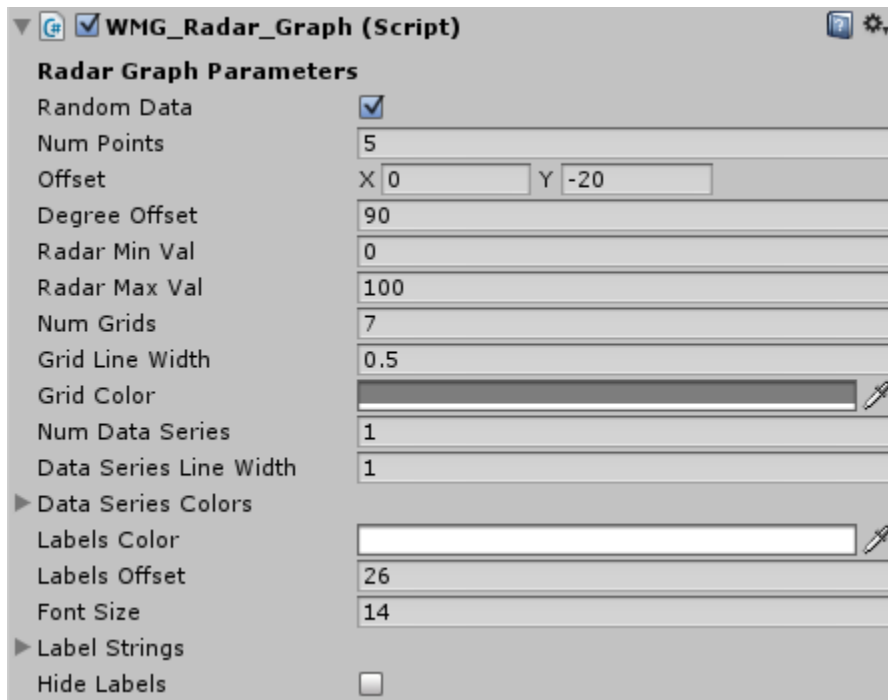 WMG_Radar_Graph (Script)
Radar Graph Parameters
Random Data
Num Points 5
Offset X 0 Y -20
Degree Offset 90
Radar Min Val 0
Radar Max Val 100
Num Grids 7
Grid Line Width 0.5
Grid Color
Num Data Series 1
Data Series Line Width 1
Data Series Colors
Labels Color
Labels Offset 26
Font Size 14
Label Strings
Hide Labels